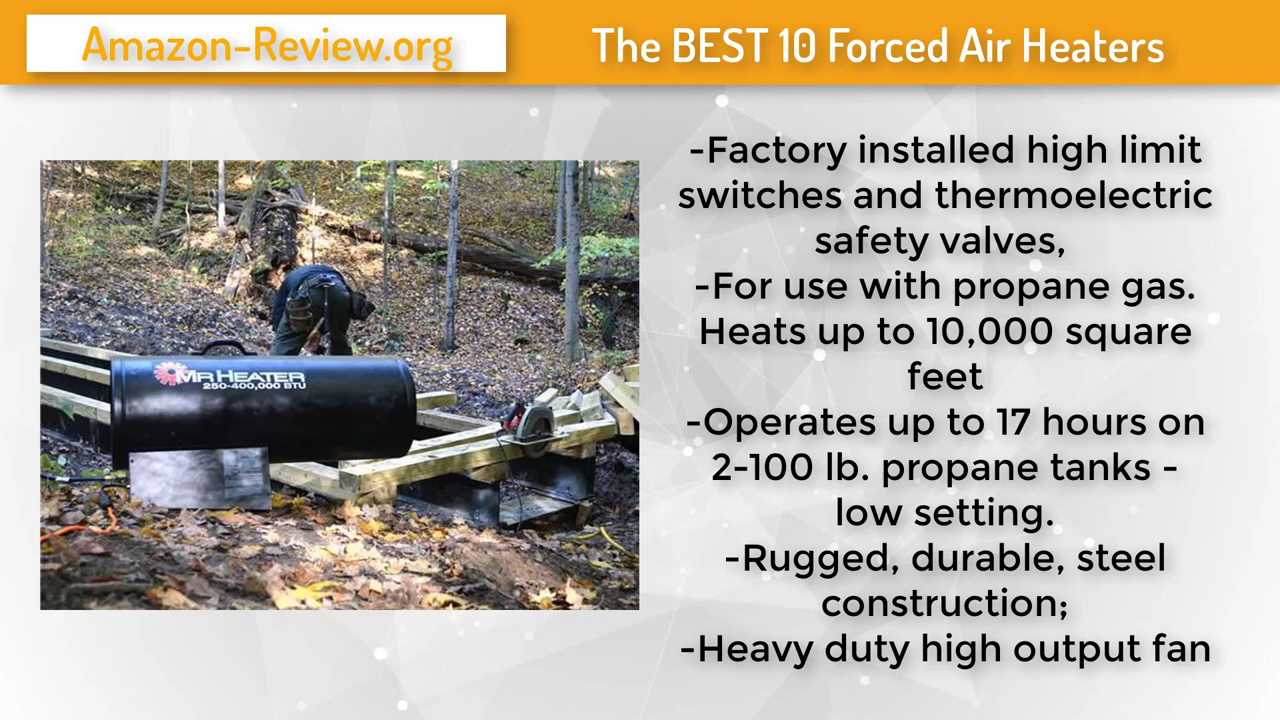 Amazon-Review.org
The BEST 10 Forced Air Heaters
MR HEATER
250-400,000 BTU
-Factory installed high limit
switches and thermoelectric
safety valves,
-For use with propane gas.
Heats up to 10,000 square
feet
-Operates up to 17 hours on
2-100 lb. propane tanks -
low setting.
-Rugged, durable, steel
construction;
-Heavy duty high output fan